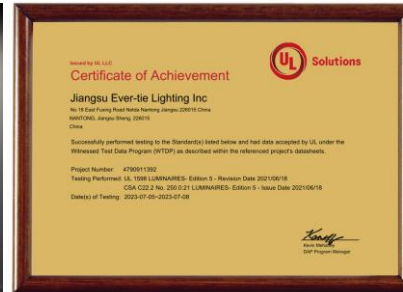 Issued by UL LLC
Certificate of Achievement
UL Solutions
Jiangsu Ever-tie Lighting Inc
No 18 East Fuxing Road Netda Nantong Jiangsu 226015 China
NANTONG, Jiangsu Sheng, 226015
China
Successfully performed testing to the Standard(s) listed below and had data accepted by UL under the
Witnessed Test Data Program (WTDP) as described within the referenced project's datasheets.
Project Number: 4790911392
Testing Performed: UL 1598 LUMINAIRES- Edition 5 - Revision Date 2021/06/18
CSA C22.2 No. 250.0:21 LUMINAIRES- Edition 5 - Issue Date 2021/06/18
Date(s) of Testing: 2023-07-05~2023-07-08
Kevin Mahoney
DAP Program Manager